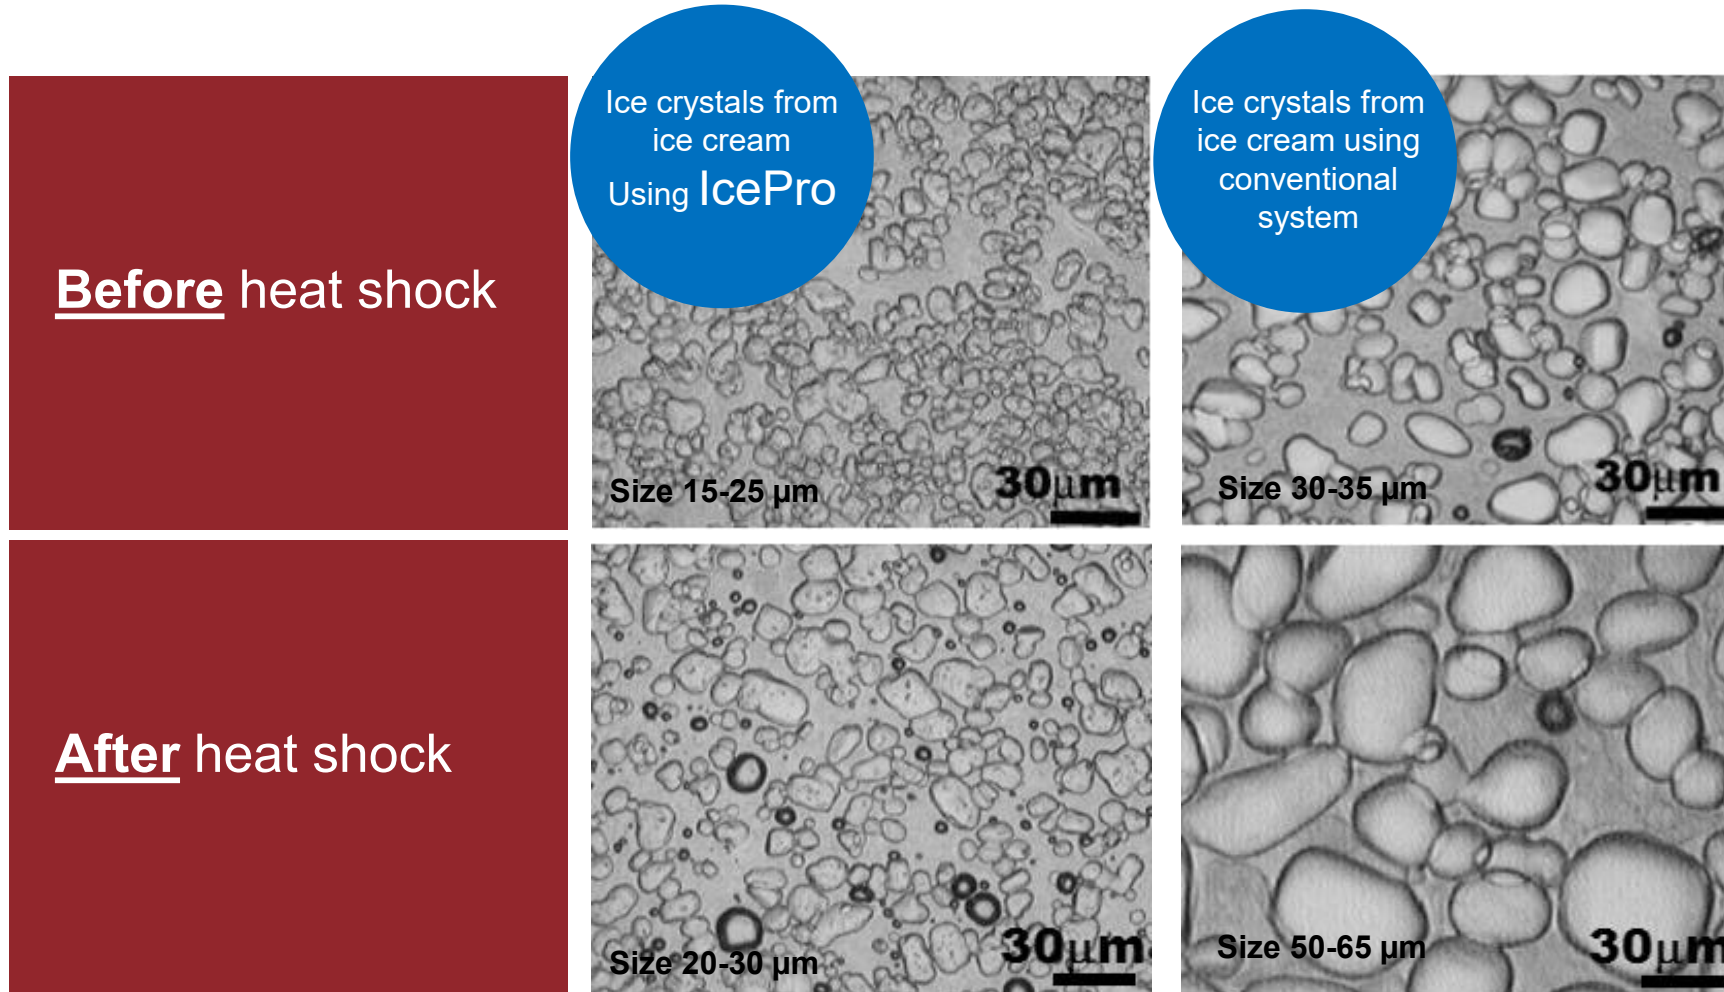 Ice crystals from
ice cream
Using IcePro
Ice crystals from
ice cream using
conventional
system
Before heat shock
Size 15-25 µm
30µm
Size 30-35 µm
30µm
After heat shock
Size 20-30 µm
30µm
Size 50-65 µm
30µm